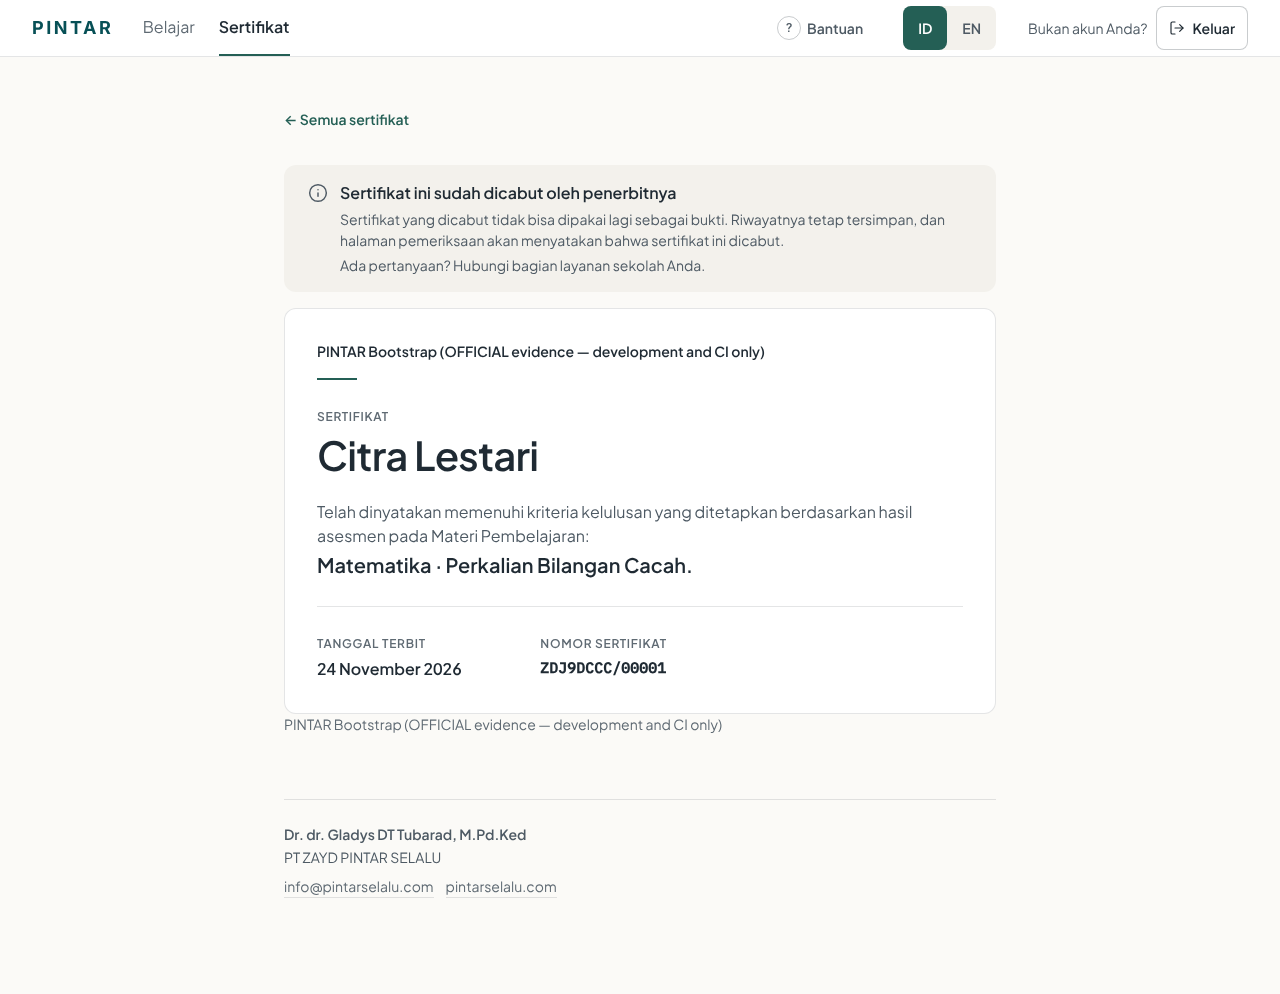 PINTAR
Belajar
Sertifikat
? Bantuan
ID
EN
Bukan akun Anda?
Keluar
← Semua sertifikat
Sertifikat ini sudah dicabut oleh penerbitnya
Sertifikat yang dicabut tidak bisa dipakai lagi sebagai bukti. Riwayatnya tetap tersimpan, dan
halaman pemeriksaan akan menyatakan bahwa sertifikat ini dicabut.
Ada pertanyaan? Hubungi bagian layanan sekolah Anda.
PINTAR Bootstrap (OFFICIAL evidence — development and CI only)
SERTIFIKAT
Citra Lestari
Telah dinyatakan memenuhi kriteria kelulusan yang ditetapkan berdasarkan hasil
asesmen pada Materi Pembelajaran:
Matematika · Perkalian Bilangan Cacah.
TANGGAL TERBIT
24 November 2026
NOMOR SERTIFIKAT
ZDJ9DCCC/00001
PINTAR Bootstrap (OFFICIAL evidence — development and CI only)
Dr. dr. Gladys DT Tubarad, M.Pd.Ked
PT ZAYD PINTAR SELALU
info@pintarselalu.com pintarselalu.com